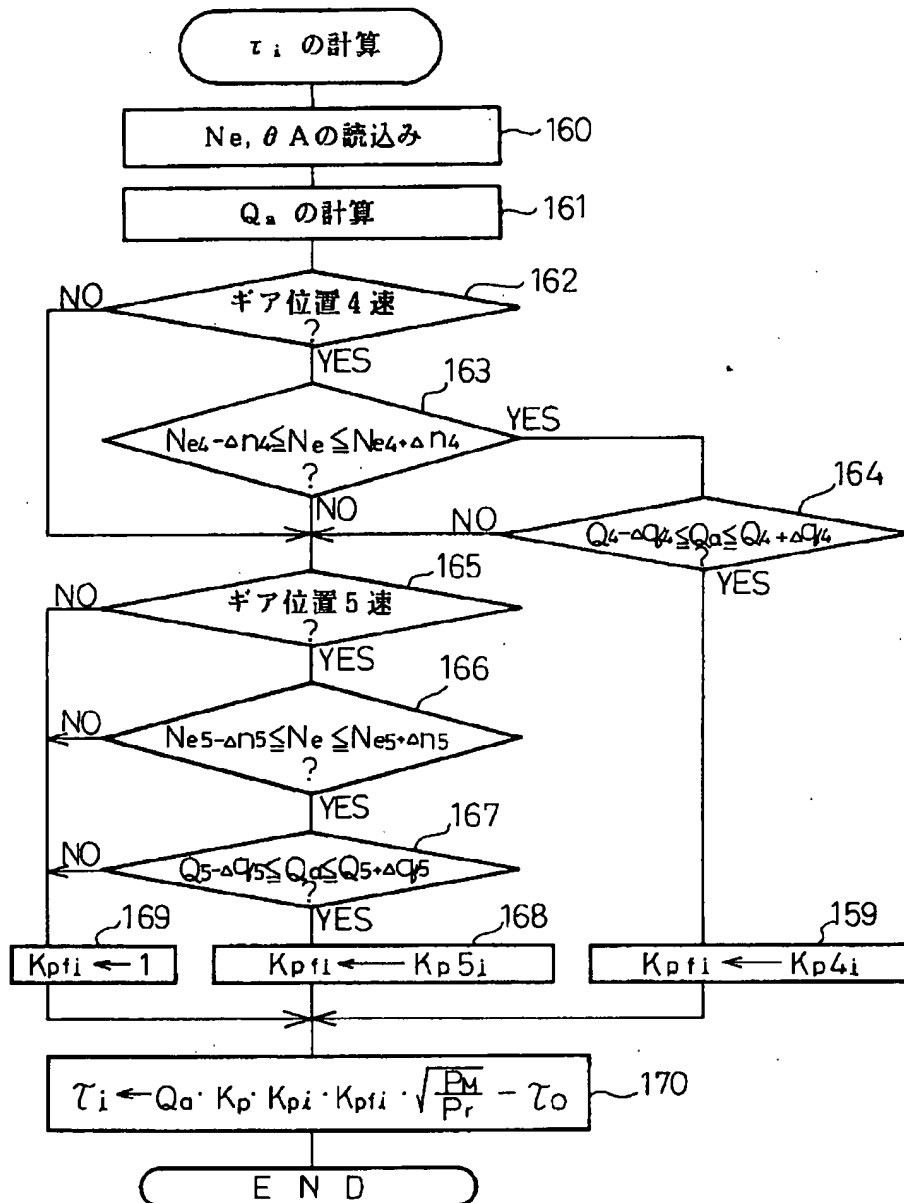 τi の計算
Ne, θAの読込み
160
Qa の計算
161
162
NO
ギア位置4速
?
YES
163
YES
Ne4-Δn4≦Ne≦Ne4+Δn4
?
NO
164
NO
Q4-Δq4≦Qa≦Q4+Δq4
?
YES
165
NO
ギア位置5速
?
YES
166
NO
Ne5-Δn5≦Ne≦Ne5+Δn5
?
YES
167
NO
Q5-Δq5≦Qa≦Q5+Δq5
?
YES
169
168
159
Kpfi ← 1
Kpfi ← Kp5i
Kpfi ← Kp4i
τi ← Qa・Kp・Kpi・Kpfi・√PM/Pr - τo
170
E N D